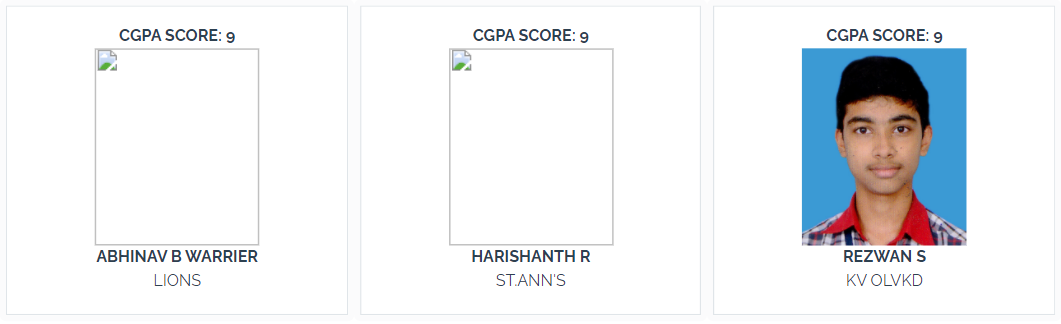 CGPA SCORE: 9
ABHINAV B WARRIER
LIONS
CGPA SCORE: 9
HARISHANTH R
ST.ANN'S
CGPA SCORE: 9
REZWAN S
KV OLVKD